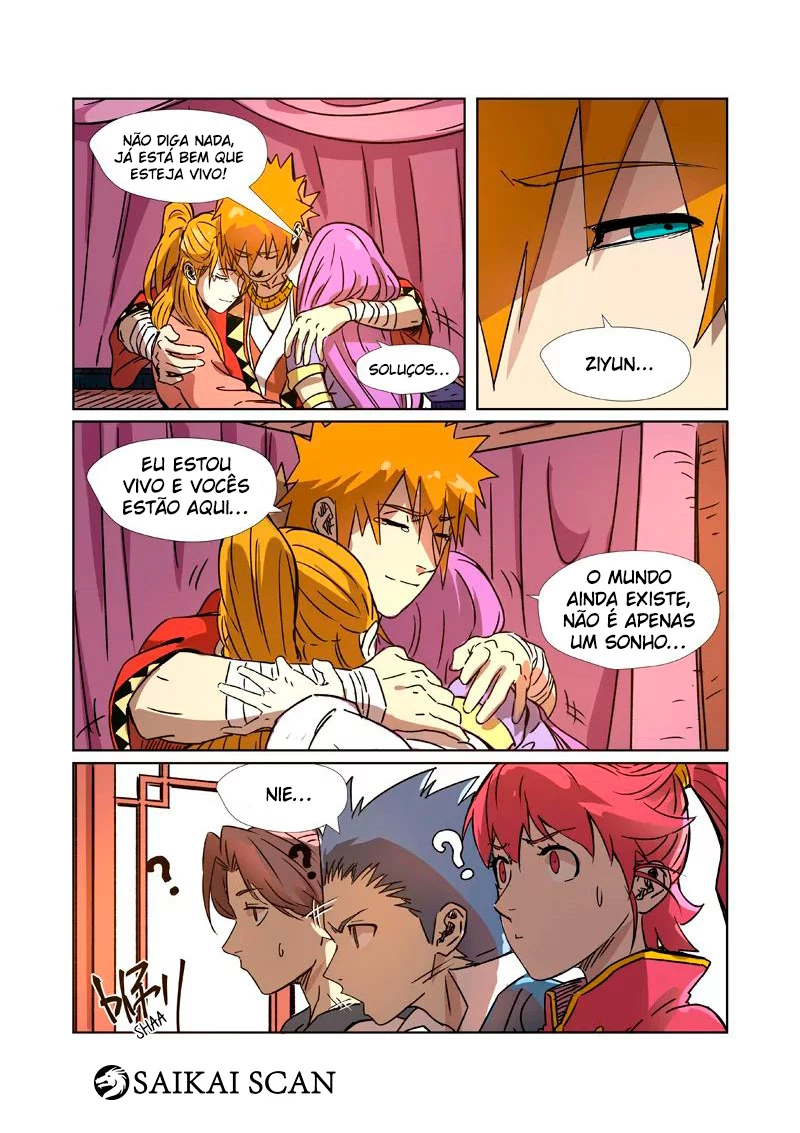 NÃO DIGA NADA,
JÁ ESTÁ BEM QUE
ESTEJA VIVO!
SOLUÇOS...
ZIYUN...
EU ESTOU
VIVO E VOCÊS
ESTÃO AQUI...
O MUNDO
AINDA EXISTE,
NÃO É APENAS
UM SONHO...
NIE...
?
?
?
SHAA
SAIKAI SCAN